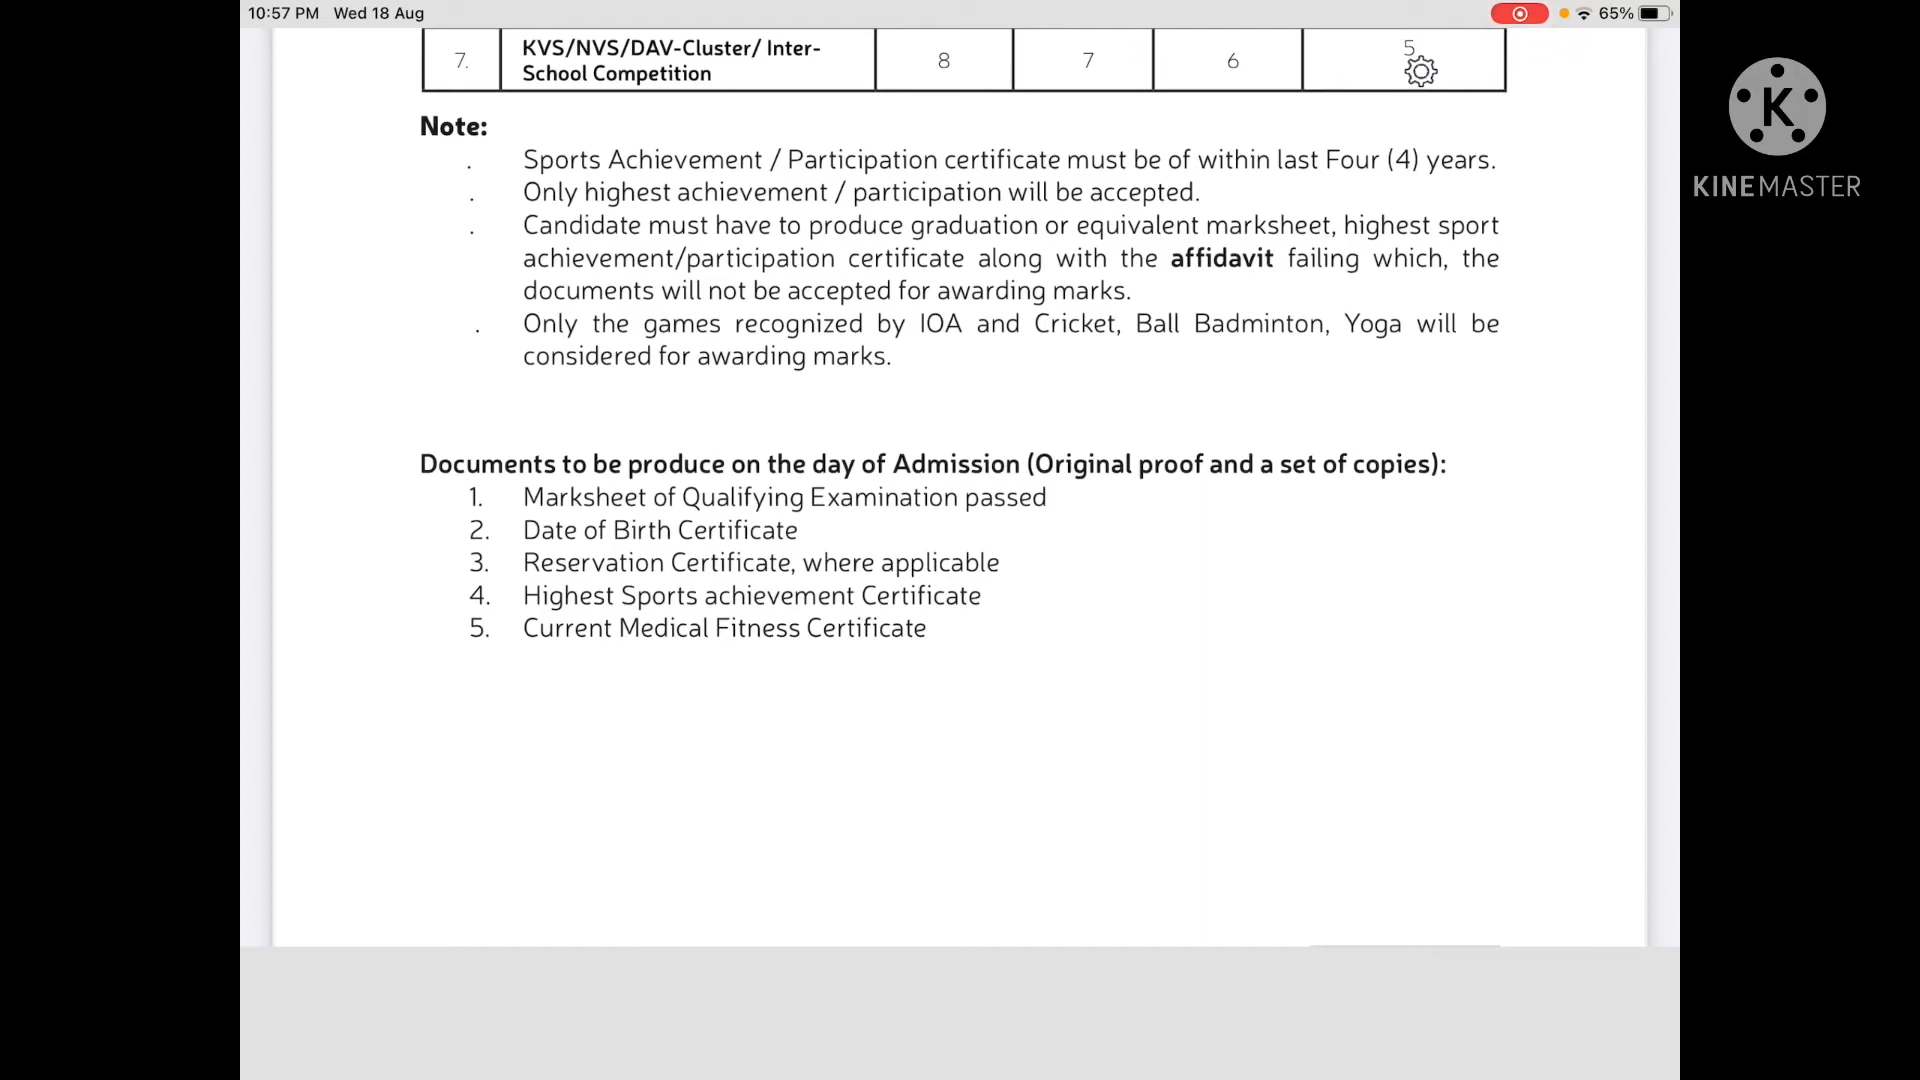 10:57 PM Wed 18 Aug 65%
7. KVS/NVS/DAV-Cluster/ Inter-School Competition 8 7 6 5
K
KINEMASTER
Note:
. Sports Achievement / Participation certificate must be of within last Four (4) years.
. Only highest achievement / participation will be accepted.
. Candidate must have to produce graduation or equivalent marksheet, highest sport
achievement/participation certificate along with the affidavit failing which, the
documents will not be accepted for awarding marks.
. Only the games recognized by IOA and Cricket, Ball Badminton, Yoga will be
considered for awarding marks.
Documents to be produce on the day of Admission (Original proof and a set of copies):
1. Marksheet of Qualifying Examination passed
2. Date of Birth Certificate
3. Reservation Certificate, where applicable
4. Highest Sports achievement Certificate
5. Current Medical Fitness Certificate